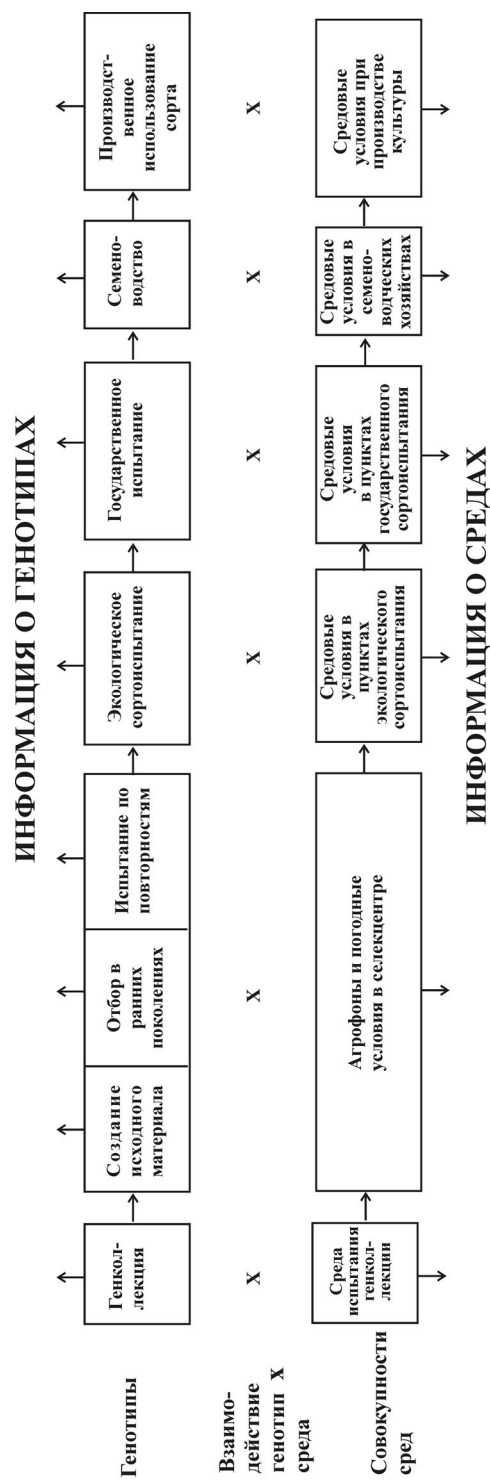 ИНФОРМАЦИЯ О ГЕНОТИПАХ
Генотипы
Генкол-
лекция
Создание
исходного
материала
Отбор в
ранних
поколениях
Испытание по
повторностям
Экологическое
сортоиспытание
Государственное
испытание
Семено-
водство
Производст-
венное
использование
сорта
Взаимо-
действие
генотип X
среда
X
X
X
X
X
X
Совокупности
сред
Среда
испытания
генкол-
лекции
Агрофоны и погодные
условия в селекцентре
Средовые
условия в
пунктах
экологического
сортоиспытания
Средовые
условия
в пунктах
государственного
сортоиспытания
Средовые
условия в
семено-
водческих
хозяйствах
Средовые
условия при
производстве
культуры
ИНФОРМАЦИЯ О СРЕДАХ